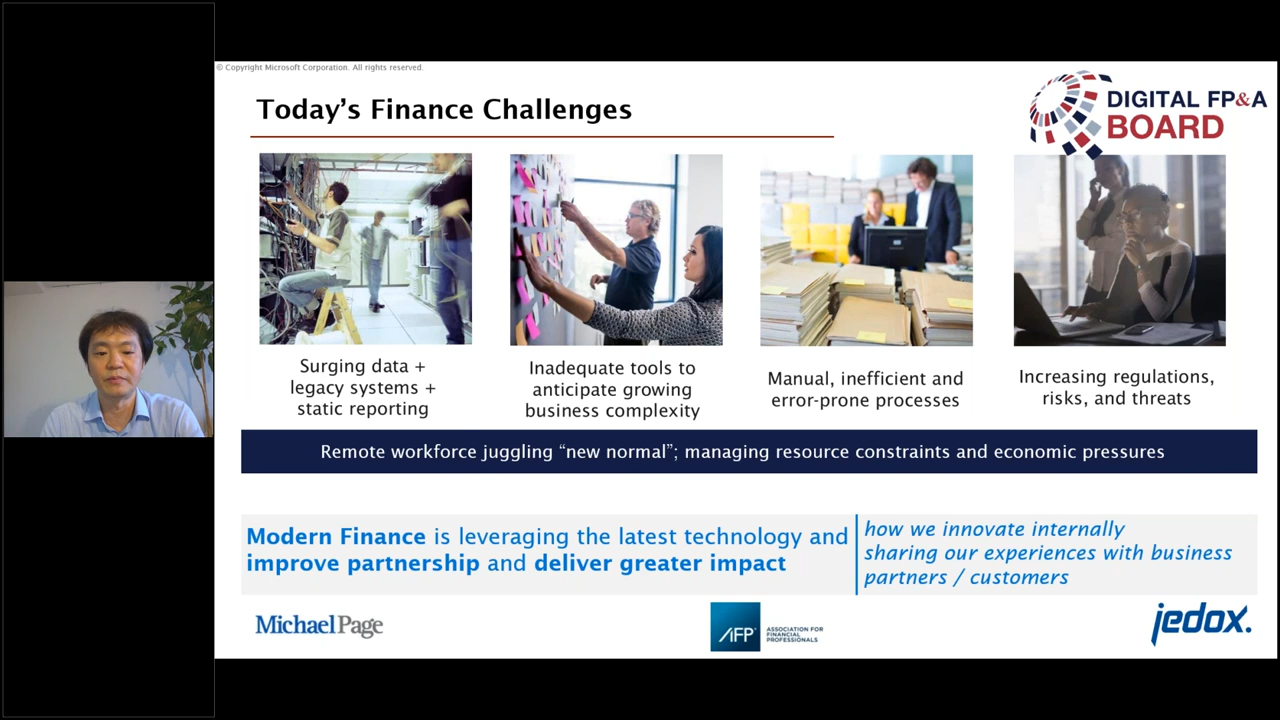 © Copyright Microsoft Corporation. All rights reserved.
Today's Finance Challenges
DIGITAL FP&A
BOARD
Surging data +
legacy systems +
static reporting
Inadequate tools to
anticipate growing
business complexity
Manual, inefficient and
error-prone processes
Increasing regulations,
risks, and threats
Remote workforce juggling “new normal”; managing resource constraints and economic pressures
Modern Finance is leveraging the latest technology and
improve partnership and deliver greater impact
how we innovate internally
sharing our experiences with business
partners / customers
MichaelPage
AFP®
ASSOCIATION FOR
FINANCIAL
PROFESSIONALS
jedox.